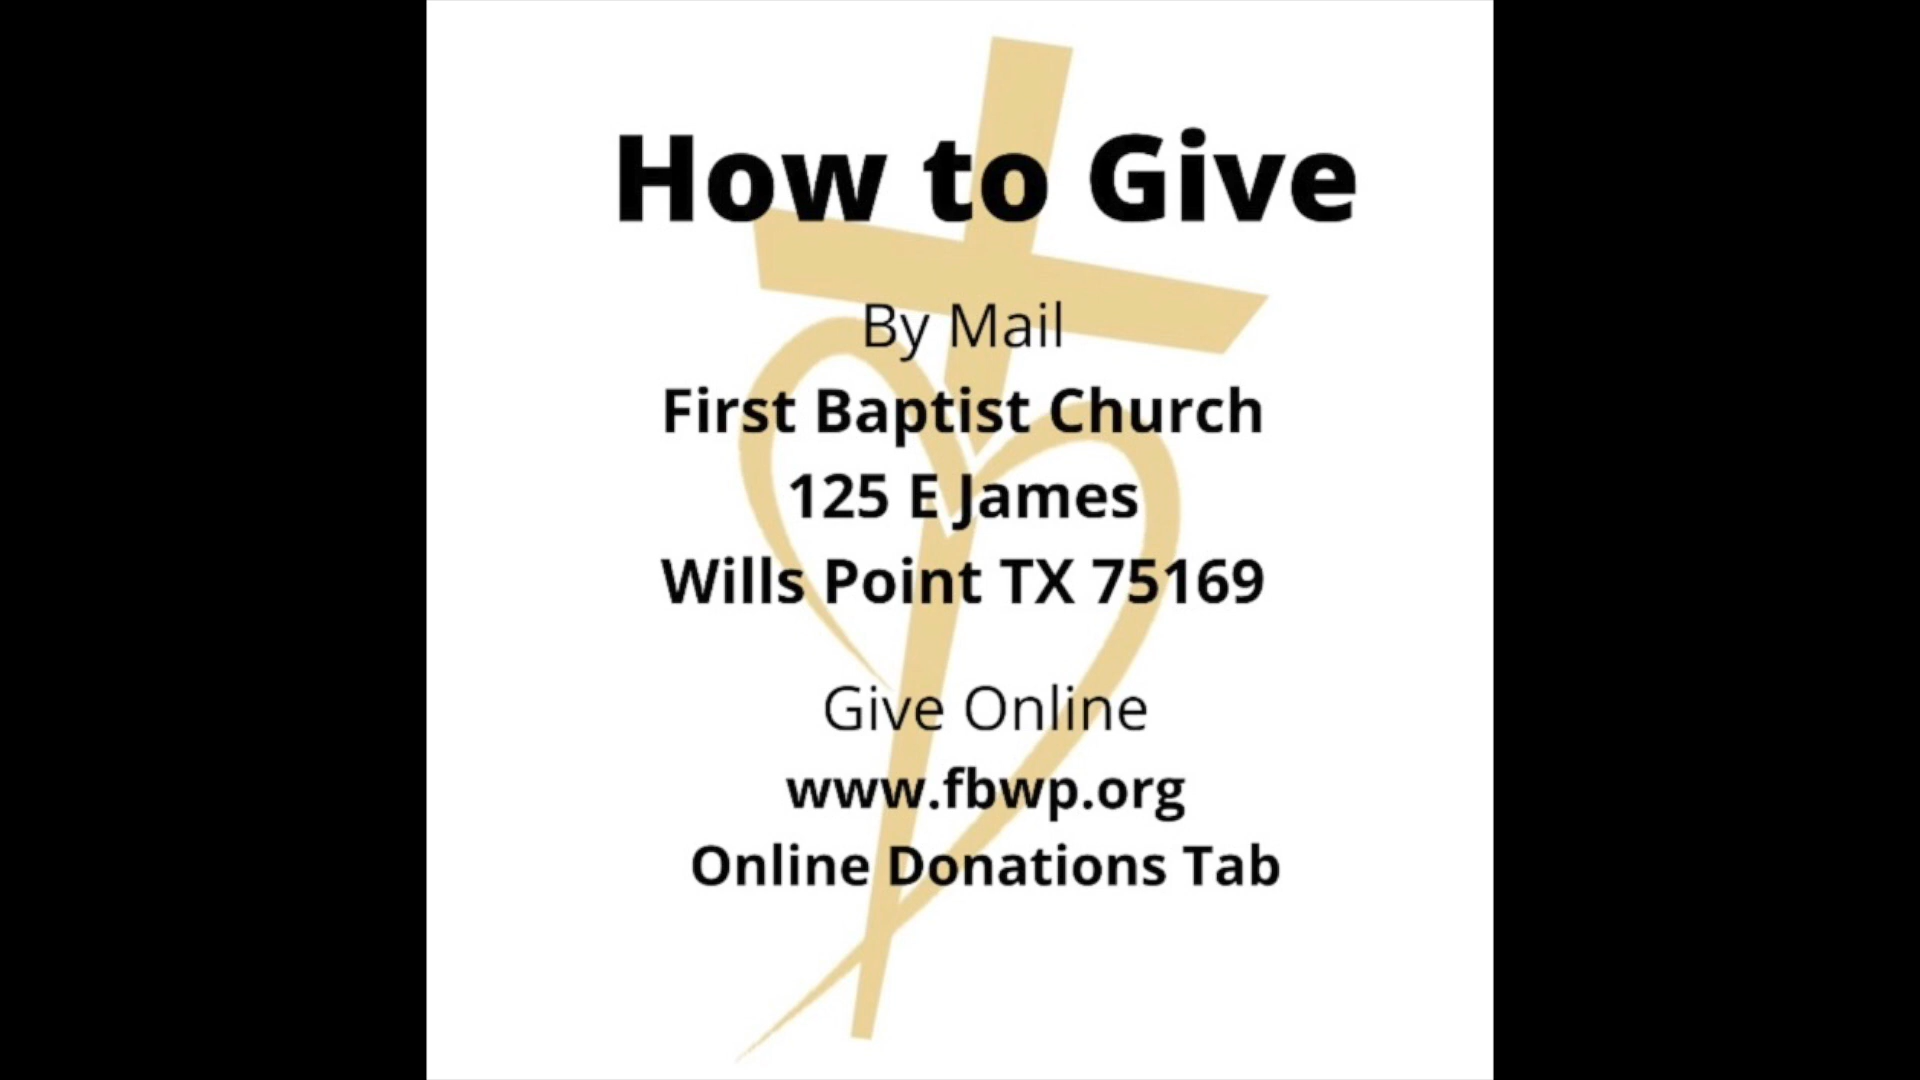 How to Give
By Mail
First Baptist Church
125 E James
Wills Point TX 75169
Give Online
www.fbwp.org
Online Donations Tab